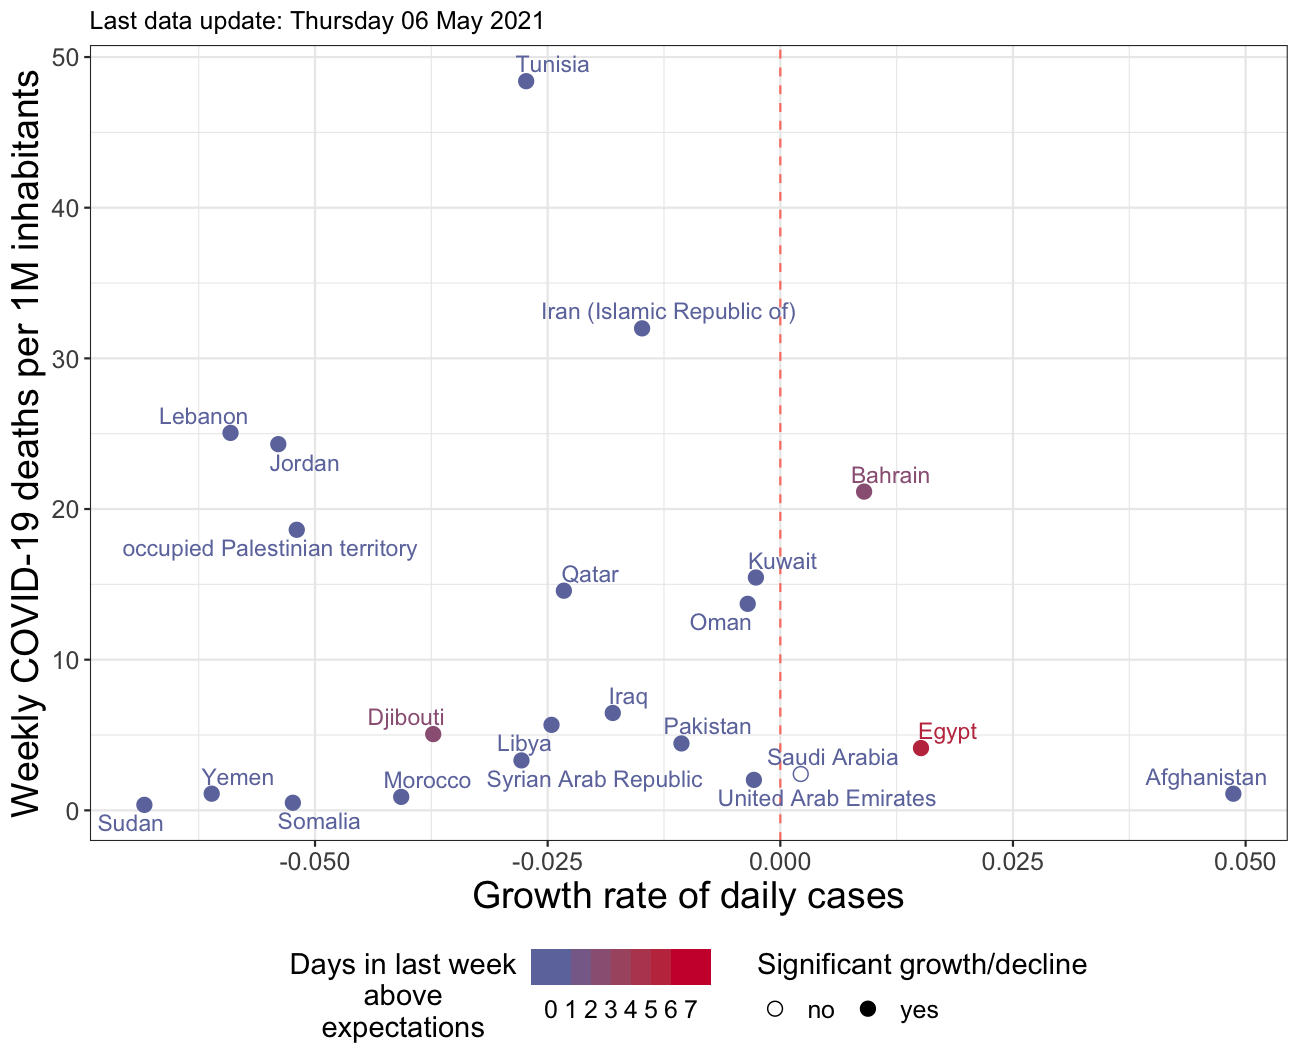 Last data update: Thursday 06 May 2021
Weekly COVID-19 deaths per 1M inhabitants
50
40
30
20
10
0
Tunisia
Iran (Islamic Republic of)
Lebanon
Jordan
Bahrain
occupied Palestinian territory
Kuwait
Qatar
Oman
Iraq
Djibouti
Pakistan
Egypt
Libya
Saudi Arabia
Yemen
Morocco
Syrian Arab Republic
Afghanistan
United Arab Emirates
Sudan
Somalia
-0.050 -0.025 0.000 0.025 0.050
Growth rate of daily cases
Days in last week
above
expectations
0 1 2 3 4 5 6 7
Significant growth/decline
no yes